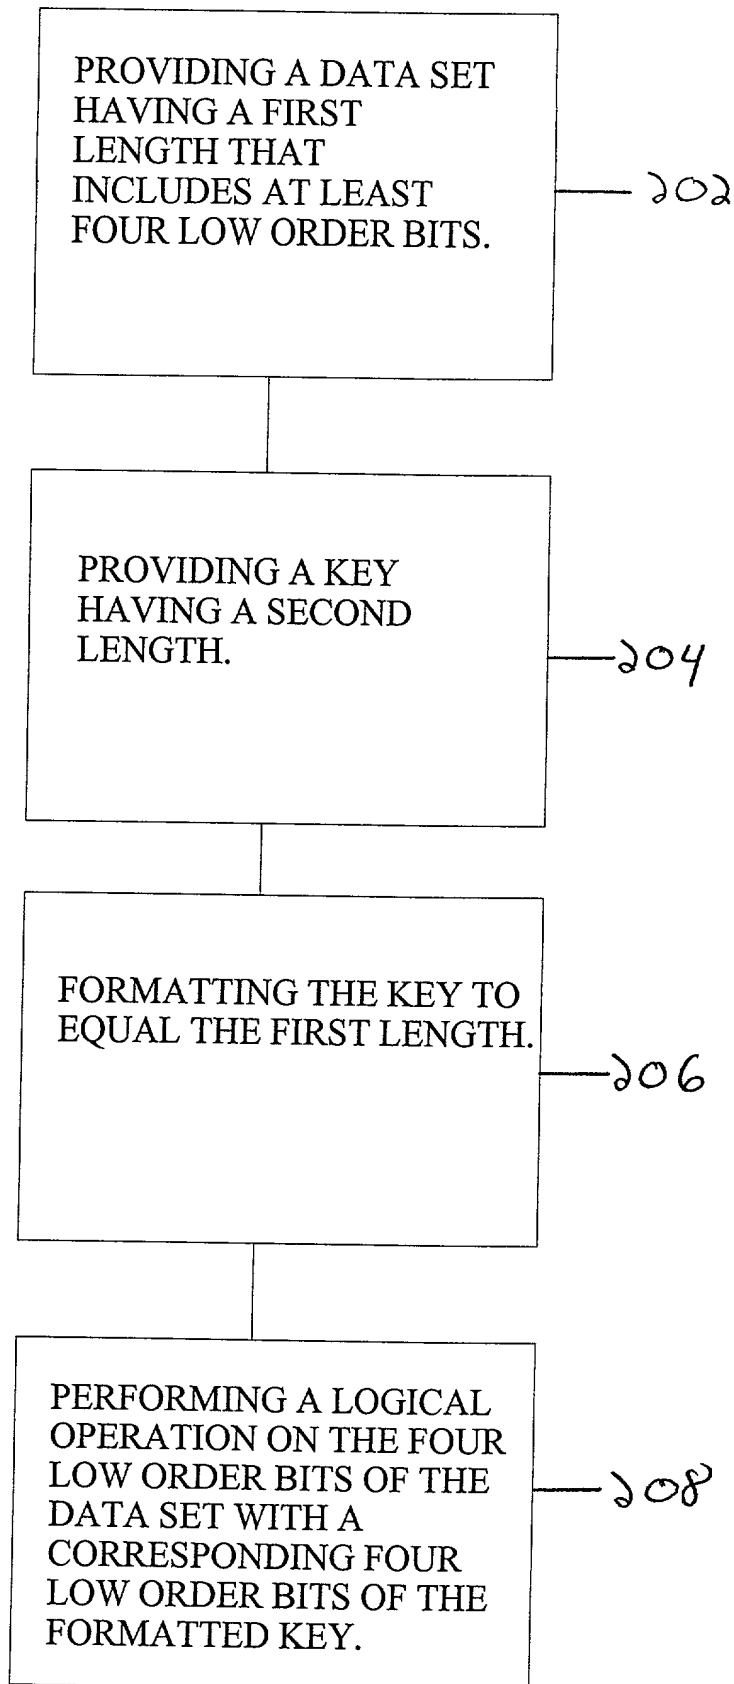 PROVIDING A DATA SET
HAVING A FIRST
LENGTH THAT
INCLUDES AT LEAST
FOUR LOW ORDER BITS.
202
PROVIDING A KEY
HAVING A SECOND
LENGTH.
204
FORMATTING THE KEY TO
EQUAL THE FIRST LENGTH.
206
PERFORMING A LOGICAL
OPERATION ON THE FOUR
LOW ORDER BITS OF THE
DATA SET WITH A
CORRESPONDING FOUR
LOW ORDER BITS OF THE
FORMATTED KEY.
208